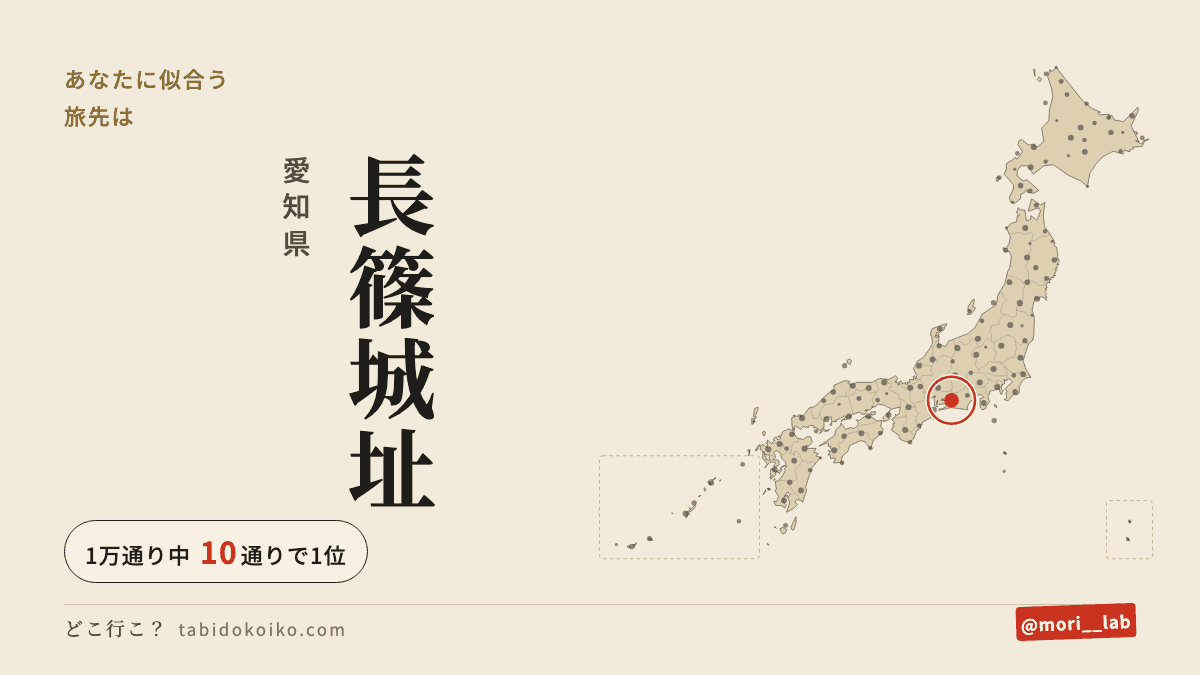 あなたに似合う
旅先は
長篠城址
愛知県
1万通り中 10通りで1位
どこ行こ？ tabidokoiko.com
@mori__lab